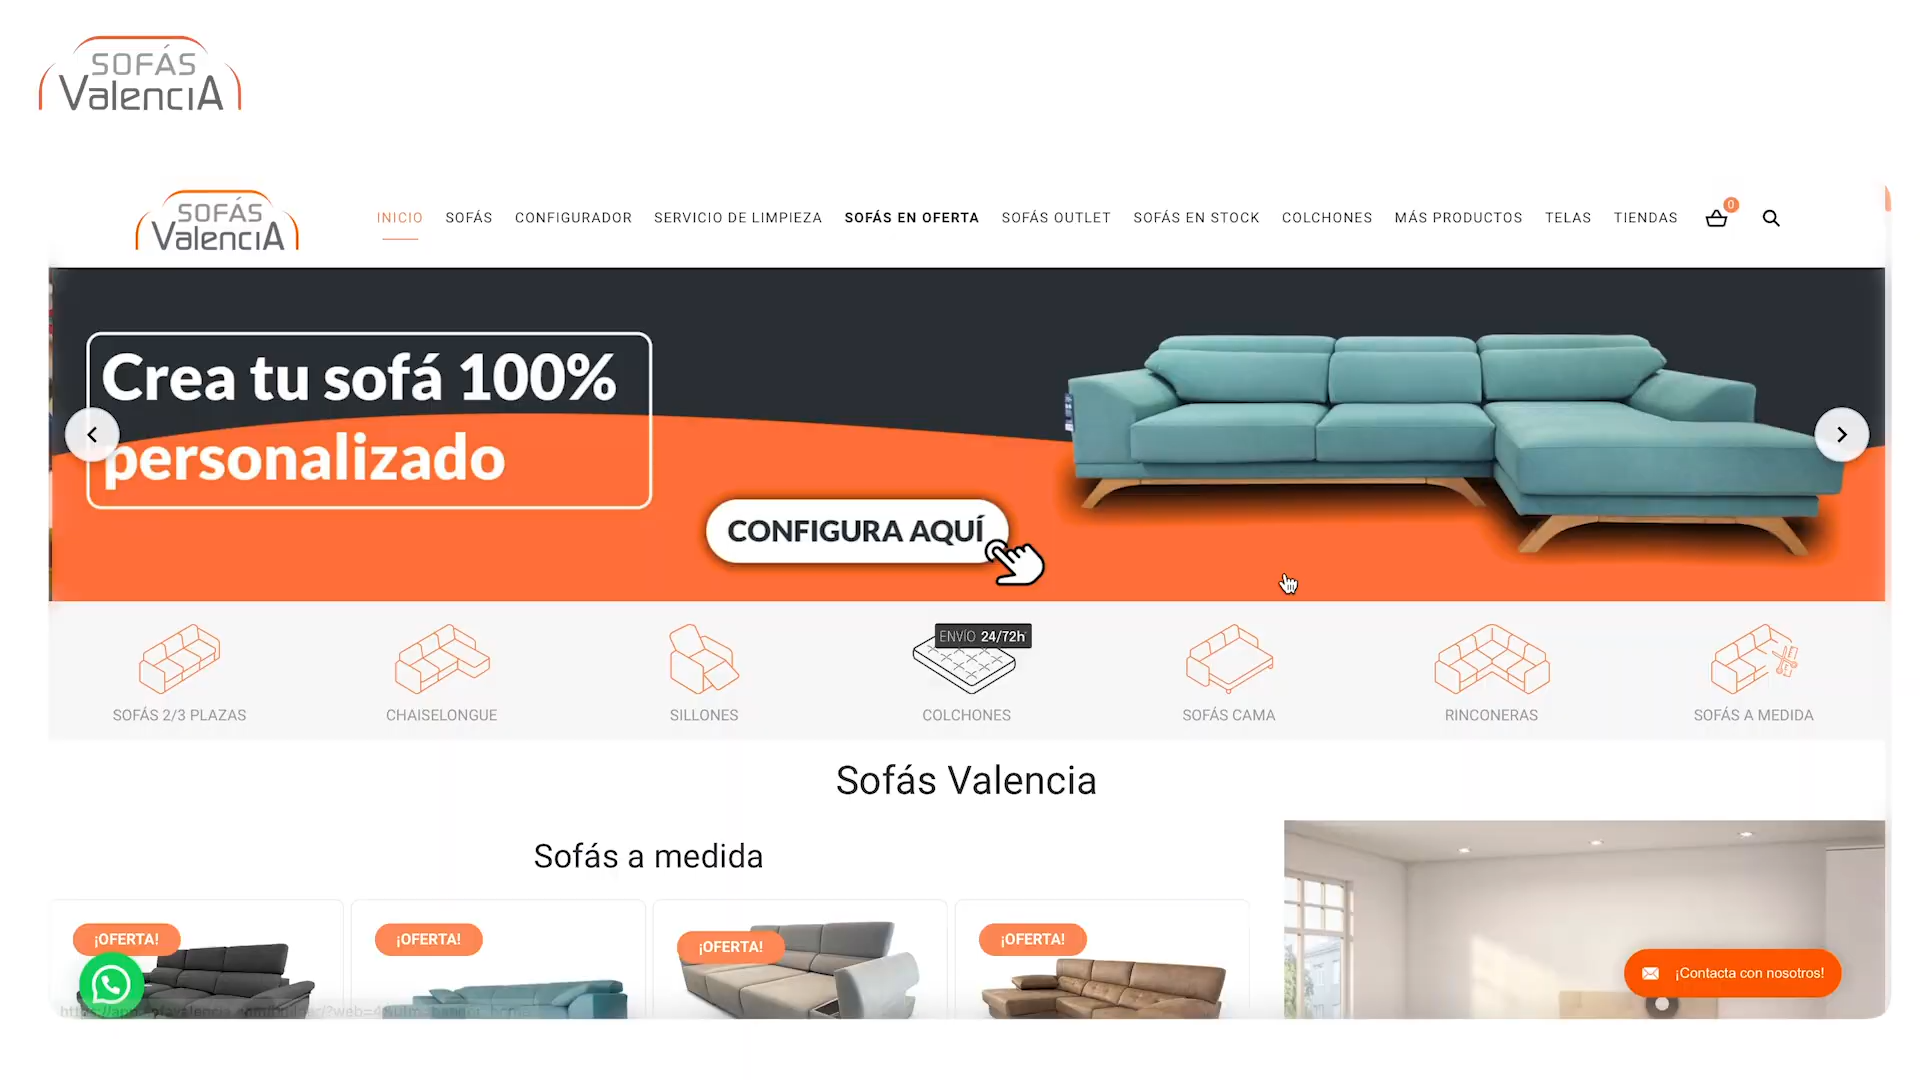 SOFÁS
ValenciA
SOFÁS
ValenciA
INICIO SOFÁS CONFIGURADOR SERVICIO DE LIMPIEZA SOFÁS EN OFERTA SOFÁS OUTLET SOFÁS EN STOCK COLCHONES MÁS PRODUCTOS TELAS TIENDAS 0
Crea tu sofá 100%
personalizado
CONFIGURA AQUÍ
ENVÍO 24/72h
SOFÁS 2/3 PLAZAS CHAISELONGUE SILLONES COLCHONES SOFÁS CAMA RINCONERAS SOFÁS A MEDIDA
Sofás Valencia
Sofás a medida
¡OFERTA! ¡OFERTA! ¡OFERTA! ¡OFERTA!
¡Contacta con nosotros!